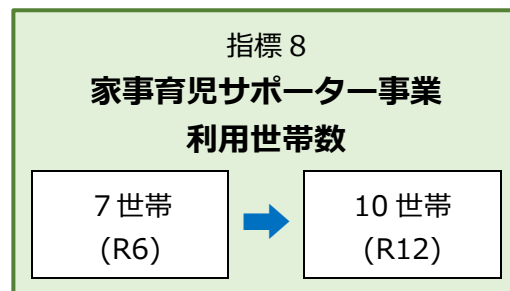 指標８
家事育児サポーター事業
利用世帯数
７世帯
(R6)
10 世帯
(R12)